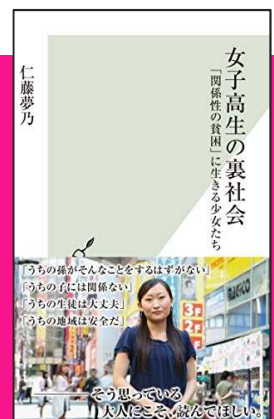 女子高生の裏社会
「関係性の貧困」に生きる少女たち
仁藤夢乃
「うちの孫がそんなことをするはずがない」
「うちの子には関係ない」
「うちの生徒は大丈夫」
「うちの地域は安全だ」
3F
2F
そう思っている
大人にこそ、読んでほしい。